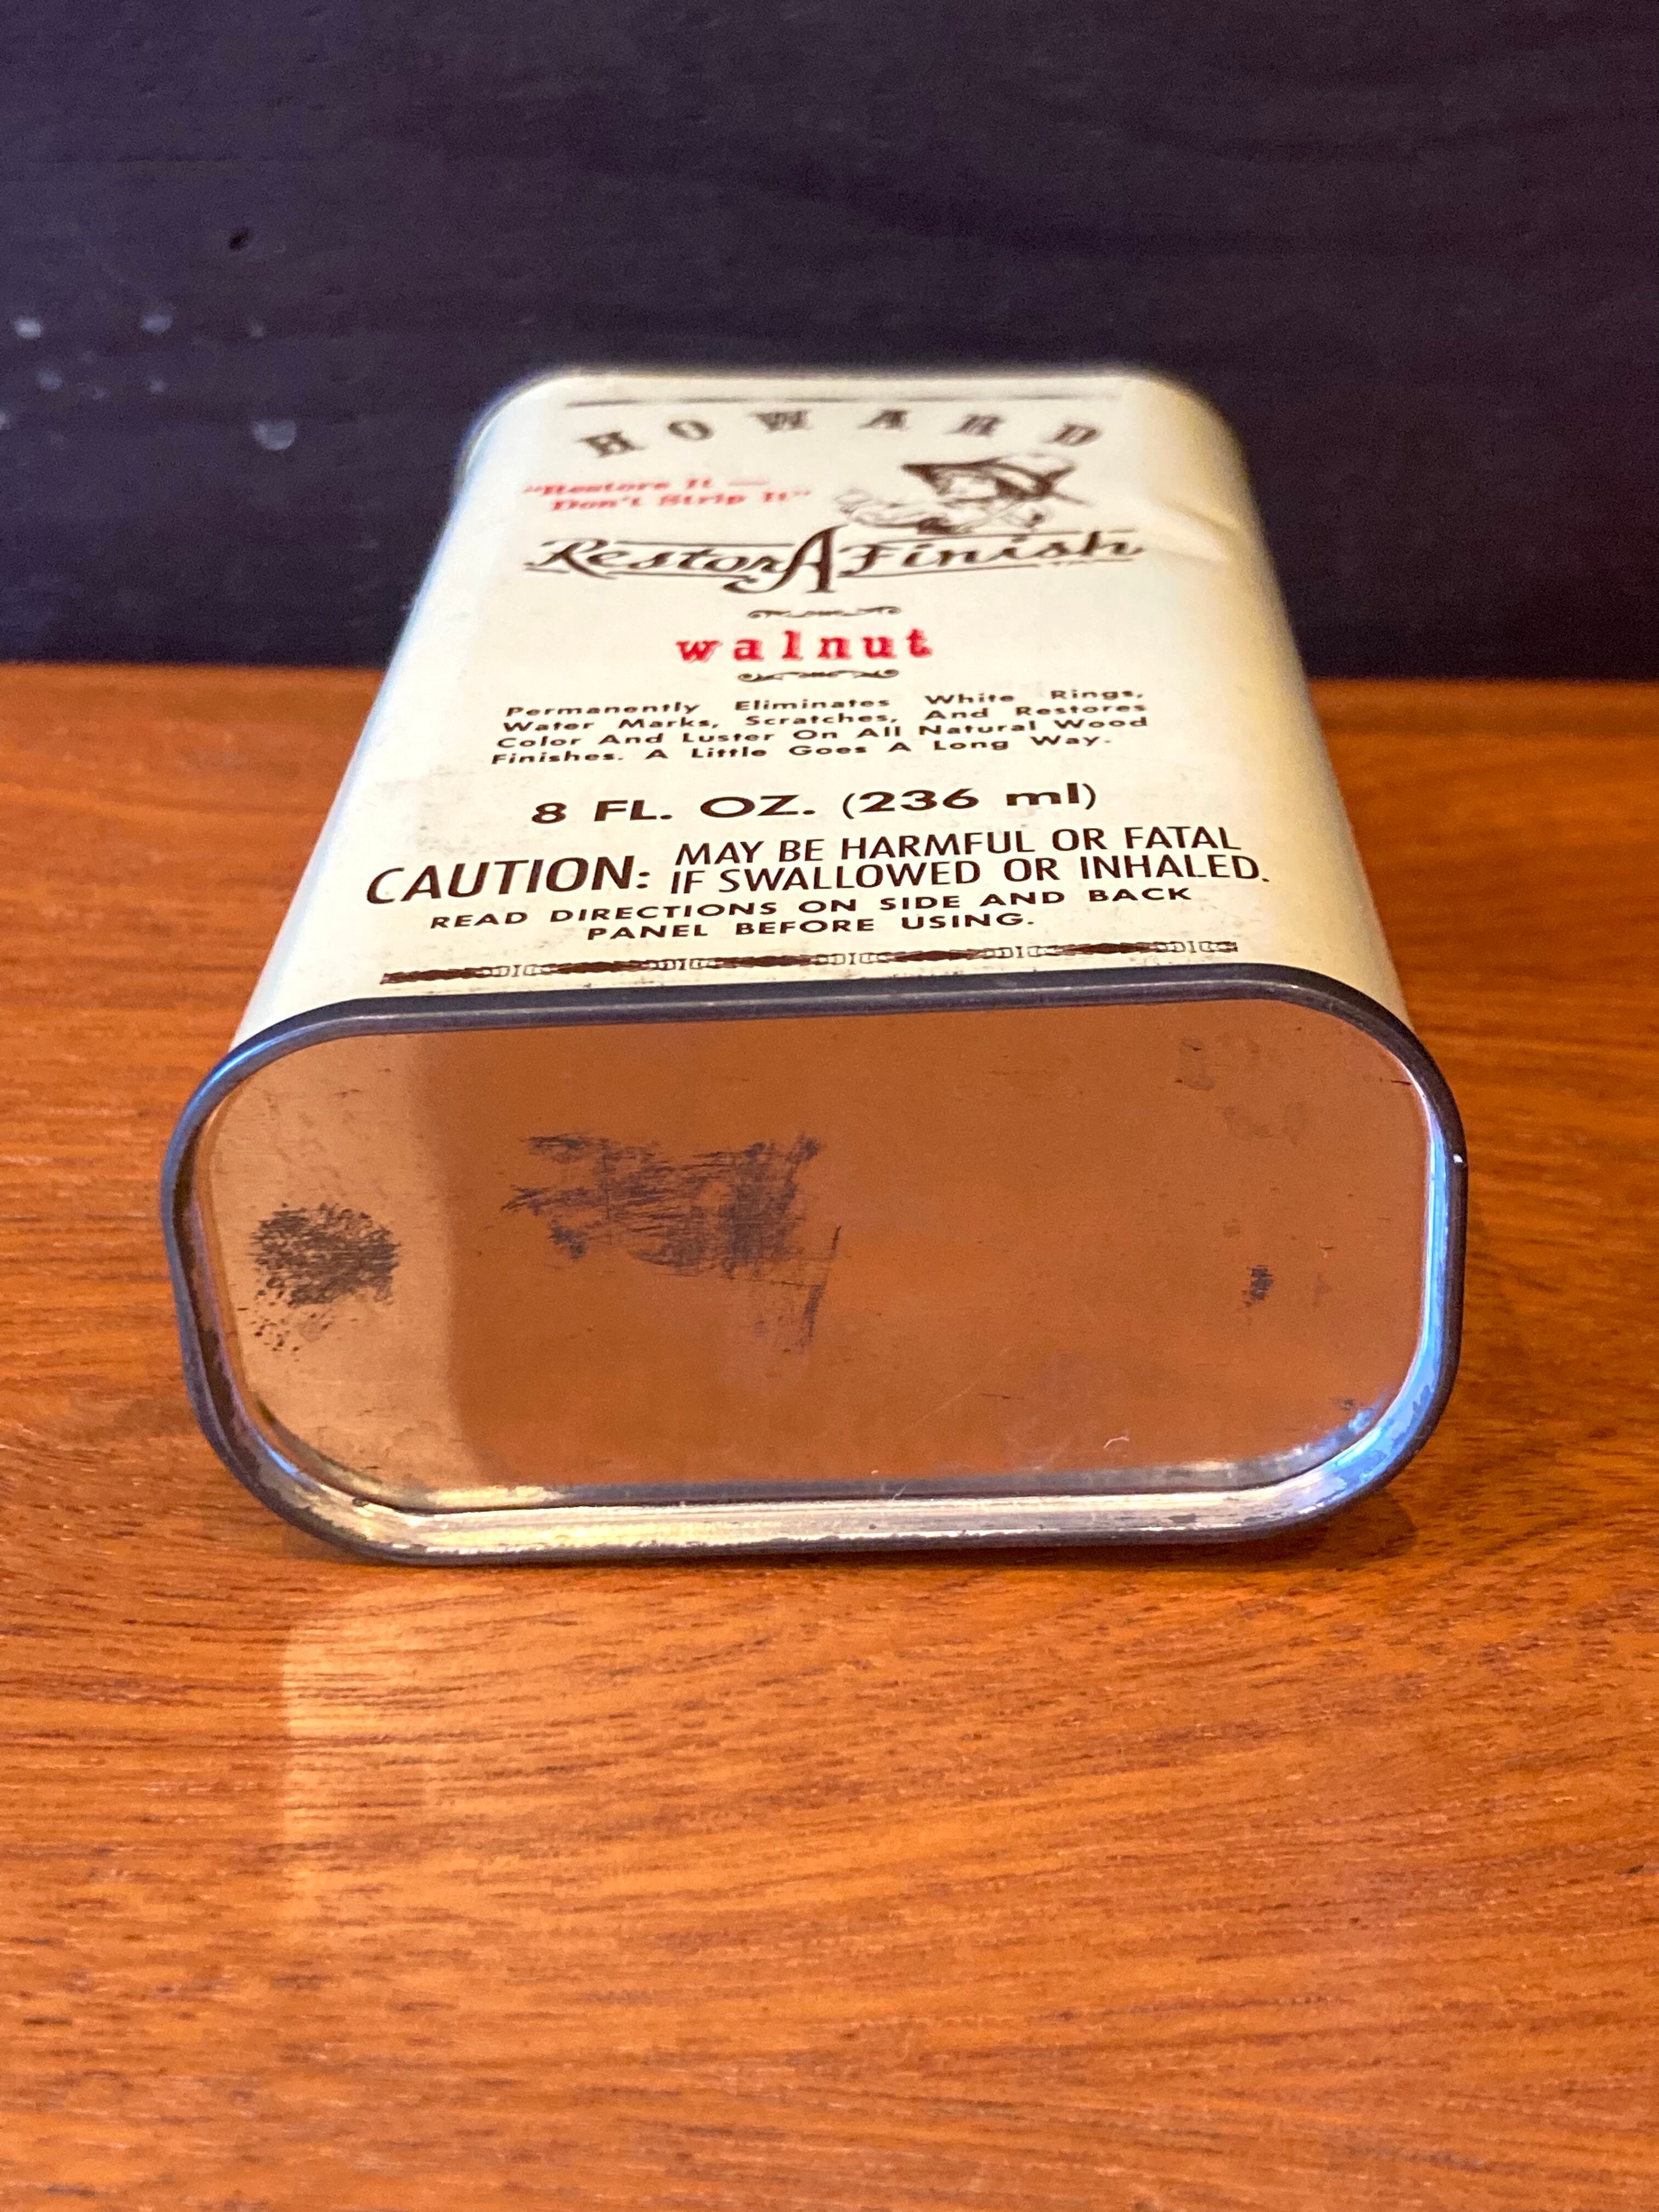 HOWARD
"Restore It —
Don't Strip It"
RestorAFinish
walnut
Permanently Eliminates White Rings,
Water Marks, Scratches, And Restores
Color And Luster On All Natural Wood
Finishes. A Little Goes A Long Way.
8 FL. OZ. (236 ml)
CAUTION: MAY BE HARMFUL OR FATAL
IF SWALLOWED OR INHALED.
READ DIRECTIONS ON SIDE AND BACK
PANEL BEFORE USING.